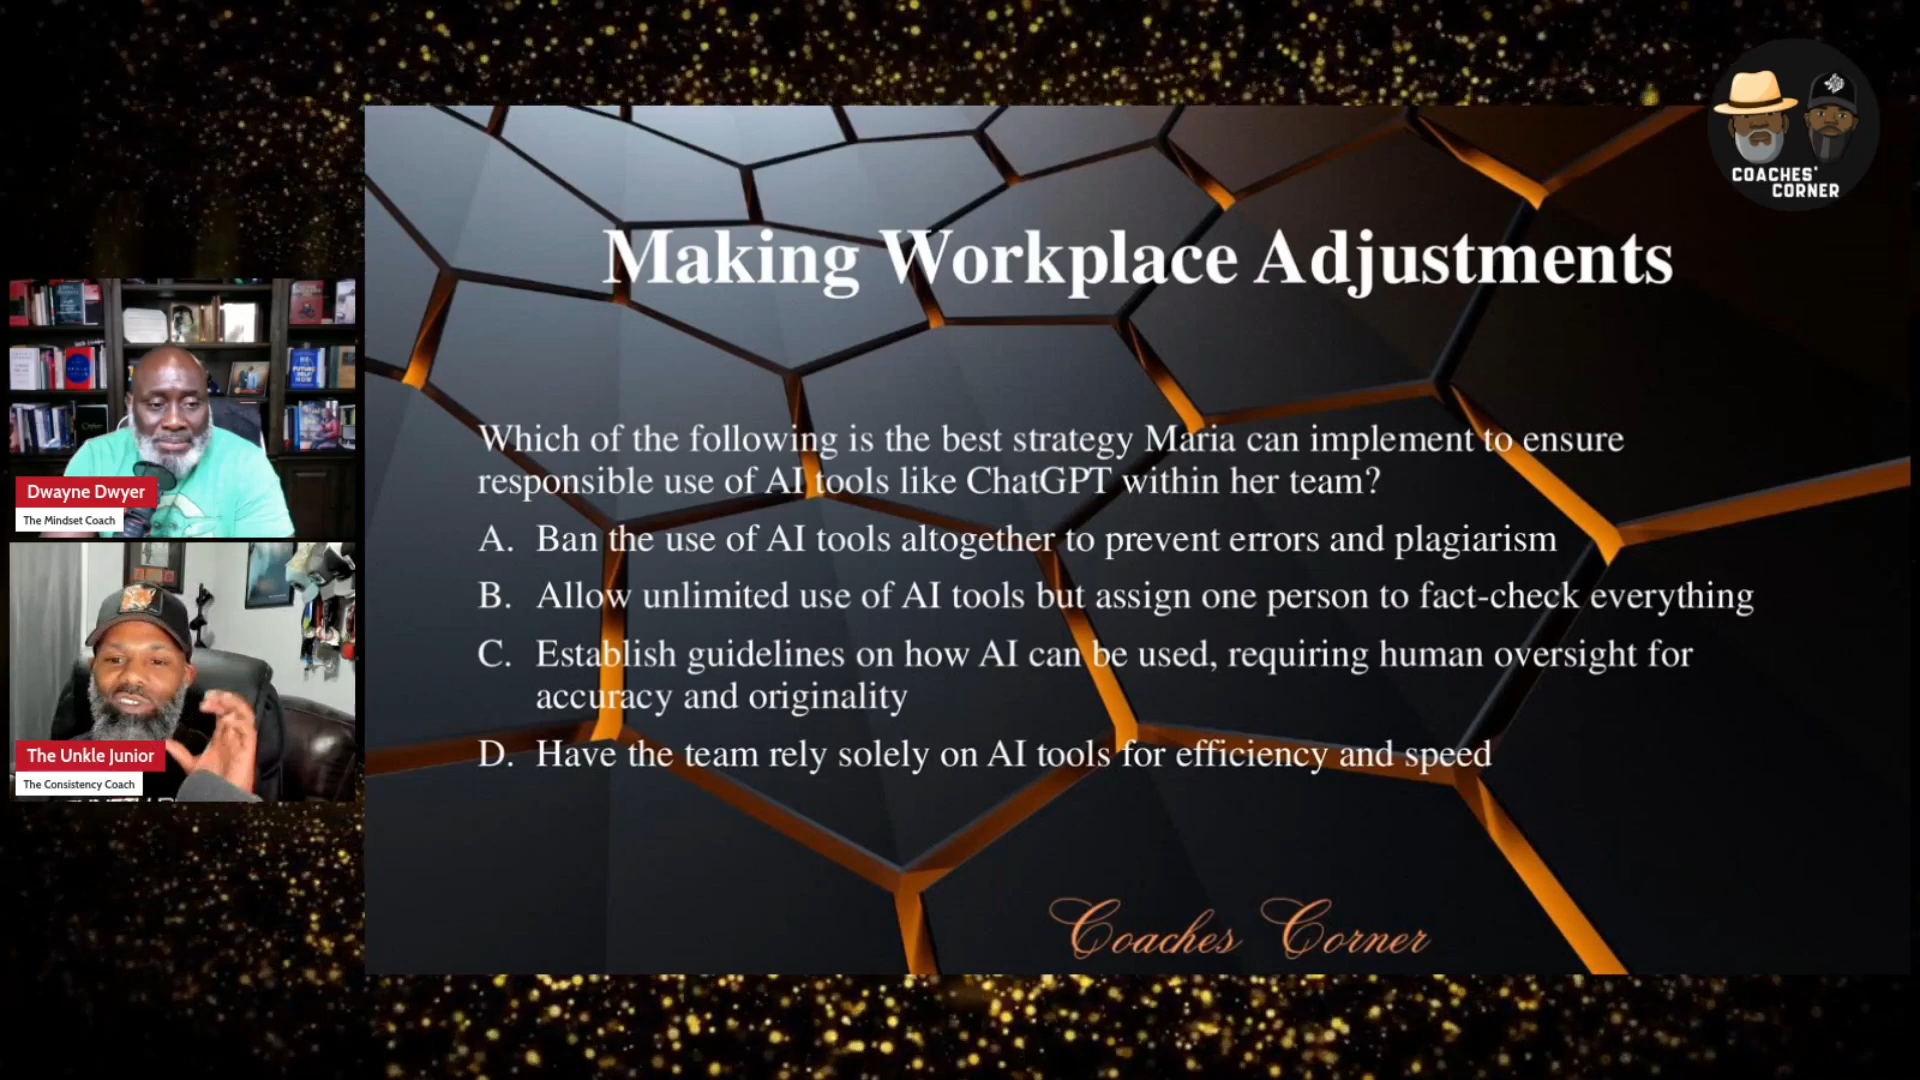 COACHES'
CORNER
Making Workplace Adjustments
Which of the following is the best strategy Maria can implement to ensure
responsible use of AI tools like ChatGPT within her team?
A. Ban the use of AI tools altogether to prevent errors and plagiarism
B. Allow unlimited use of AI tools but assign one person to fact-check everything
C. Establish guidelines on how AI can be used, requiring human oversight for
accuracy and originality
D. Have the team rely solely on AI tools for efficiency and speed
Coaches Corner
FUTURE
SELF
NOW
Dwayne Dwyer
The Mindset Coach
The Unkle Junior
The Consistency Coach